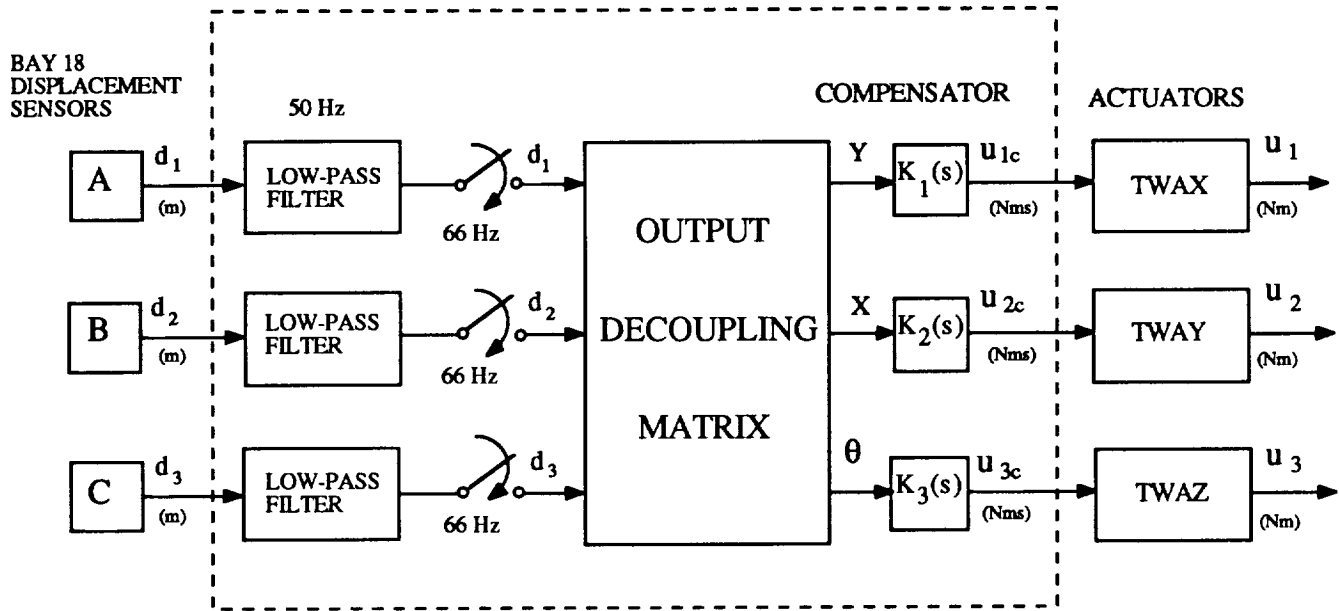 BAY 18
DISPLACEMENT
SENSORS
50 Hz
COMPENSATOR
ACTUATORS
A
d1
(m)
LOW-PASS
FILTER
66 Hz
d1
OUTPUT
DECOUPLING
MATRIX
Y
K1(s)
u1c
(Nms)
TWAX
u1
(Nm)
B
d2
(m)
LOW-PASS
FILTER
66 Hz
d2
X
K2(s)
u2c
(Nms)
TWAY
u2
(Nm)
C
d3
(m)
LOW-PASS
FILTER
66 Hz
d3
θ
K3(s)
u3c
(Nms)
TWAZ
u3
(Nm)